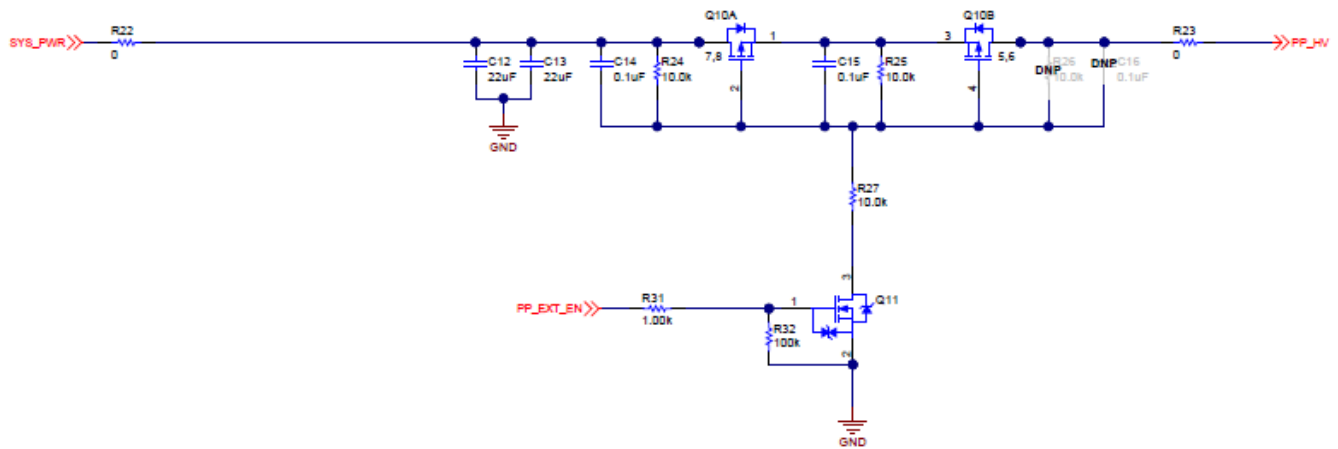 Q10A
Q10B
SYS_PWR
R22
0
1
3
R23
0
PP_HV
7,8
5,6
C12
22uF
C13
22uF
C14
0.1uF
R24
10.0k
2
C15
0.1uF
R25
10.0k
4
DNP
R26
10.0k
DNP
C16
0.1uF
GND
R27
10.0k
3
PP_EXT_EN
R31
1.00k
1
Q11
R32
100k
2
GND